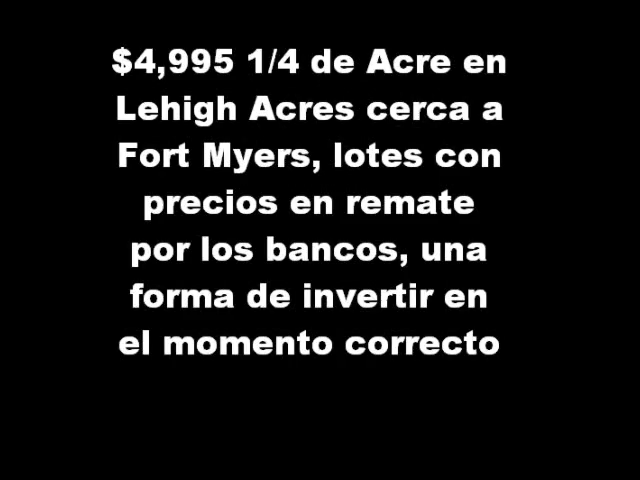 $4,995 1/4 de Acre en
Lehigh Acres cerca a
Fort Myers, lotes con
precios en remate
por los bancos, una
forma de invertir en
el momento correcto